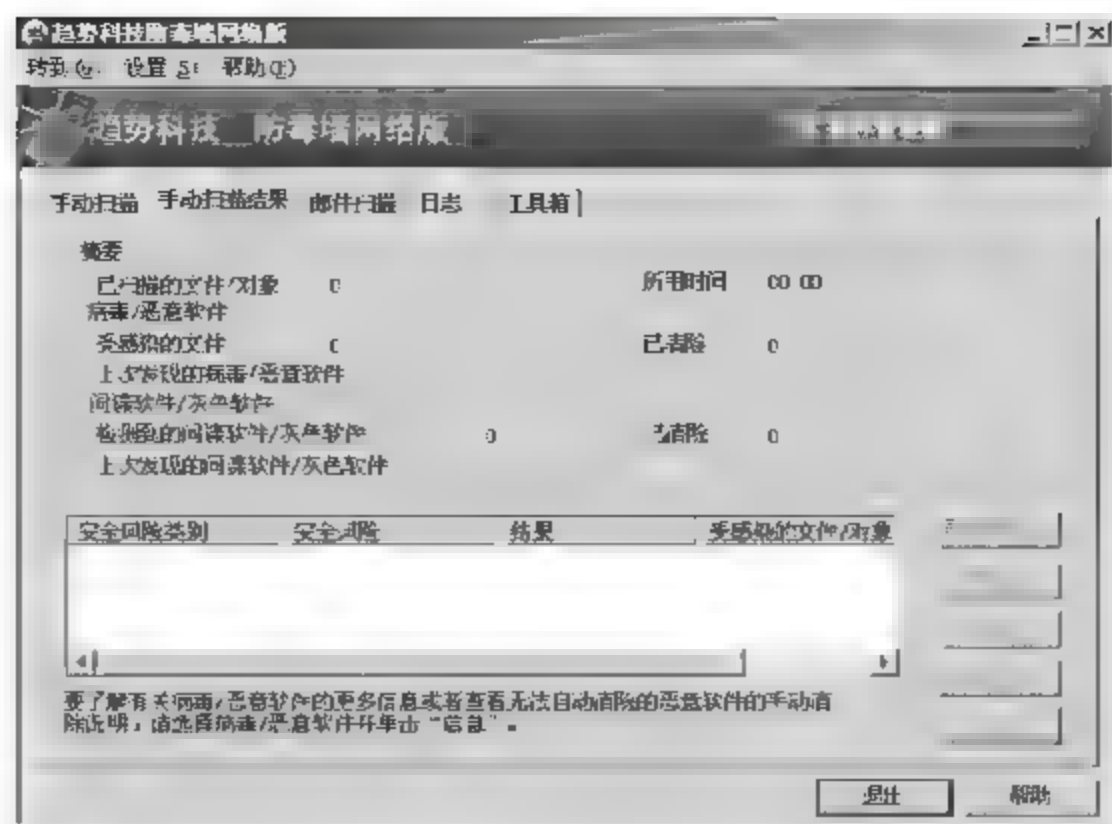 趋势科技防毒墙网络版
转到(G) 设置(S) 帮助(H)
趋势科技 防毒墙网络版
手动扫描 手动扫描结果 邮件扫描 日志 工具箱
摘要
已扫描的文件/对象 0 所用时间 00:00
病毒/恶意软件
受感染的文件 0 已清除 0
上次发现的病毒/恶意软件
间谍软件/灰色软件
检测到的间谍软件/灰色软件 0 已清除 0
上次发现的间谍软件/灰色软件
安全风险类别 安全风险 结果 受感染的文件/对象
要了解有关病毒/恶意软件的更多信息或者查看无法自动清除的恶意软件的手动清
除说明，请选择病毒/恶意软件并单击“信息”。
退出 帮助